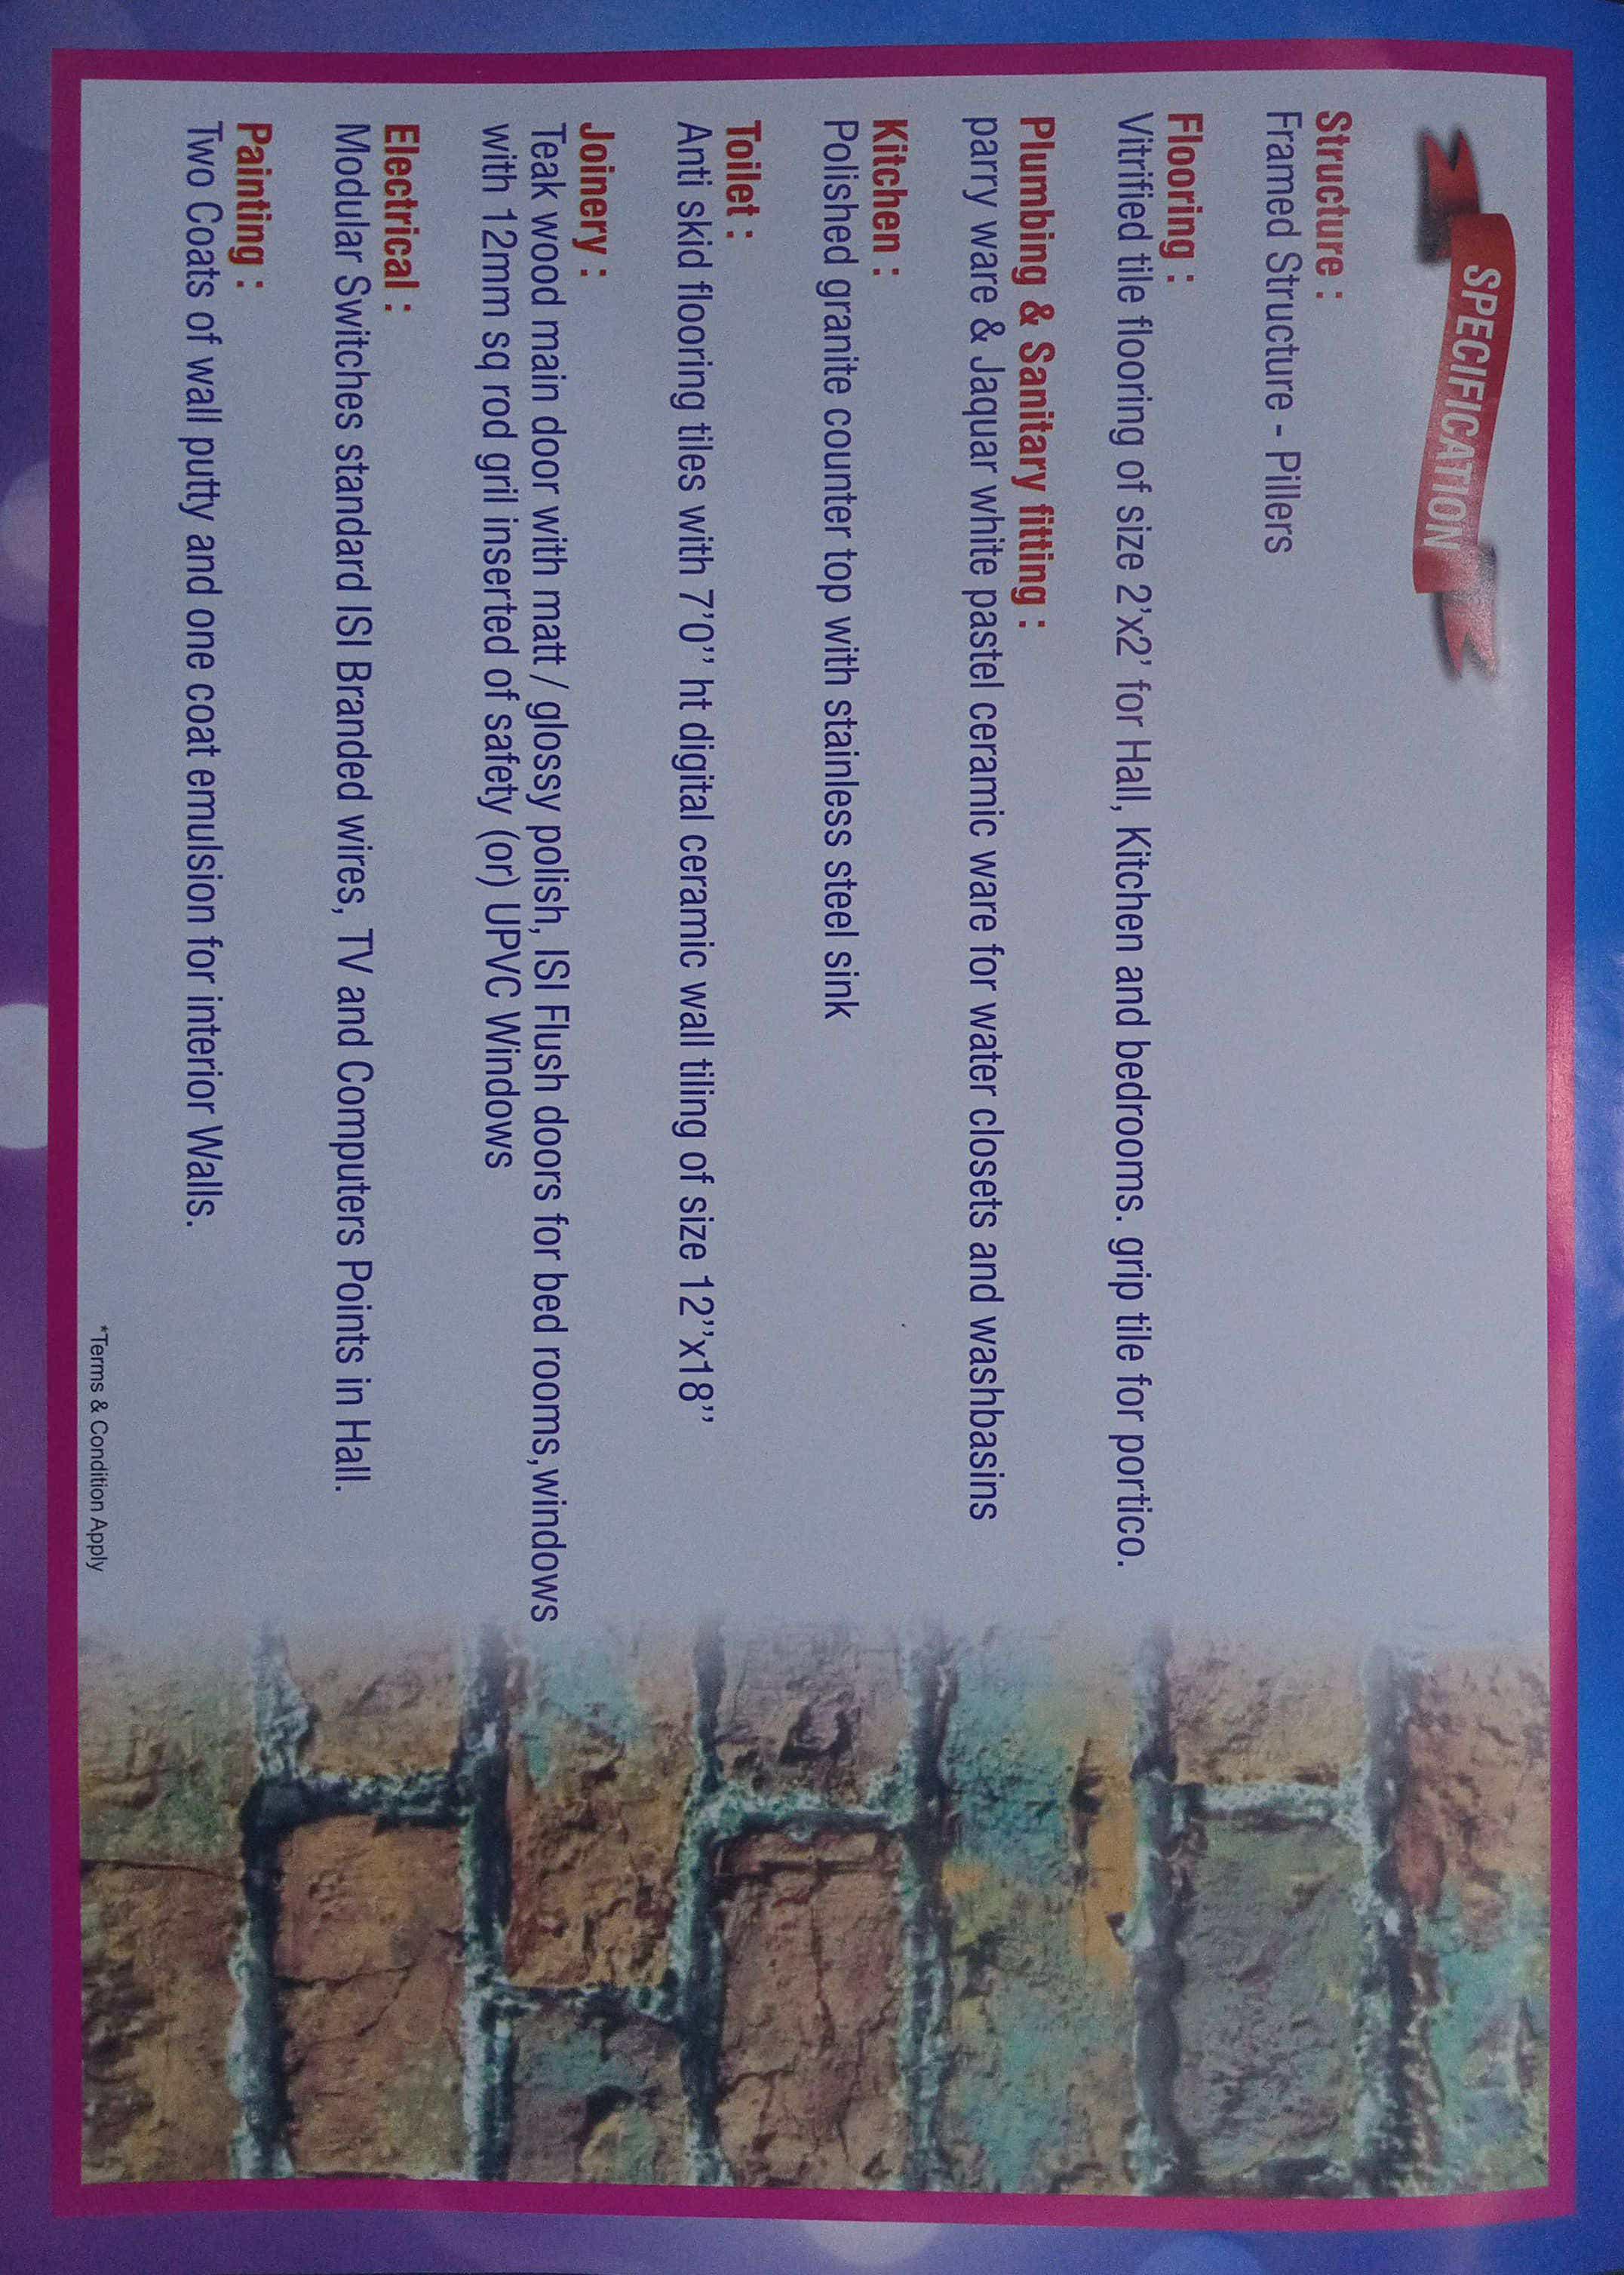 SPECIFICATION
Structure :
Framed Structure - Pillers
Flooring :
Vitrified tile flooring of size 2'x2' for Hall, Kitchen and bedrooms. grip tile for portico.
Plumbing & Sanitary fitting :
parry ware & Jaquar white pastel ceramic ware for water closets and washbasins
Kitchen :
Polished granite counter top with stainless steel sink
Toilet :
Anti skid flooring tiles with 7'0'' ht digital ceramic wall tiling of size 12''x18''
Joinery :
Teak wood main door with matt / glossy polish, ISI Flush doors for bed rooms,windows
with 12mm sq rod gril inserted of safety (or) UPVC Windows
Electrical :
Modular Switches standard ISI Branded wires, TV and Computers Points in Hall.
Painting :
Two Coats of wall putty and one coat emulsion for interior Walls.
*Terms & Condition Apply